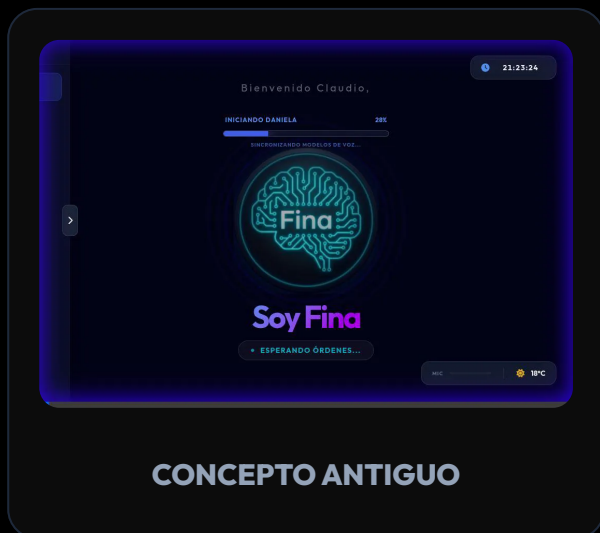 21:23:24
Bienvenido Claudio,
INICIANDO DANIELA 28%
SINCRONIZANDO MODELOS DE VOZ...
Fina
Soy Fina
ESPERANDO ÓRDENES...
MIC 18°C
CONCEPTO ANTIGUO